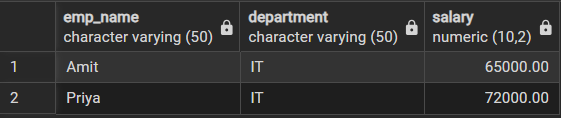 emp_name department salary
character varying (50) character varying (50) numeric (10,2)
1 Amit IT 65000.00
2 Priya IT 72000.00